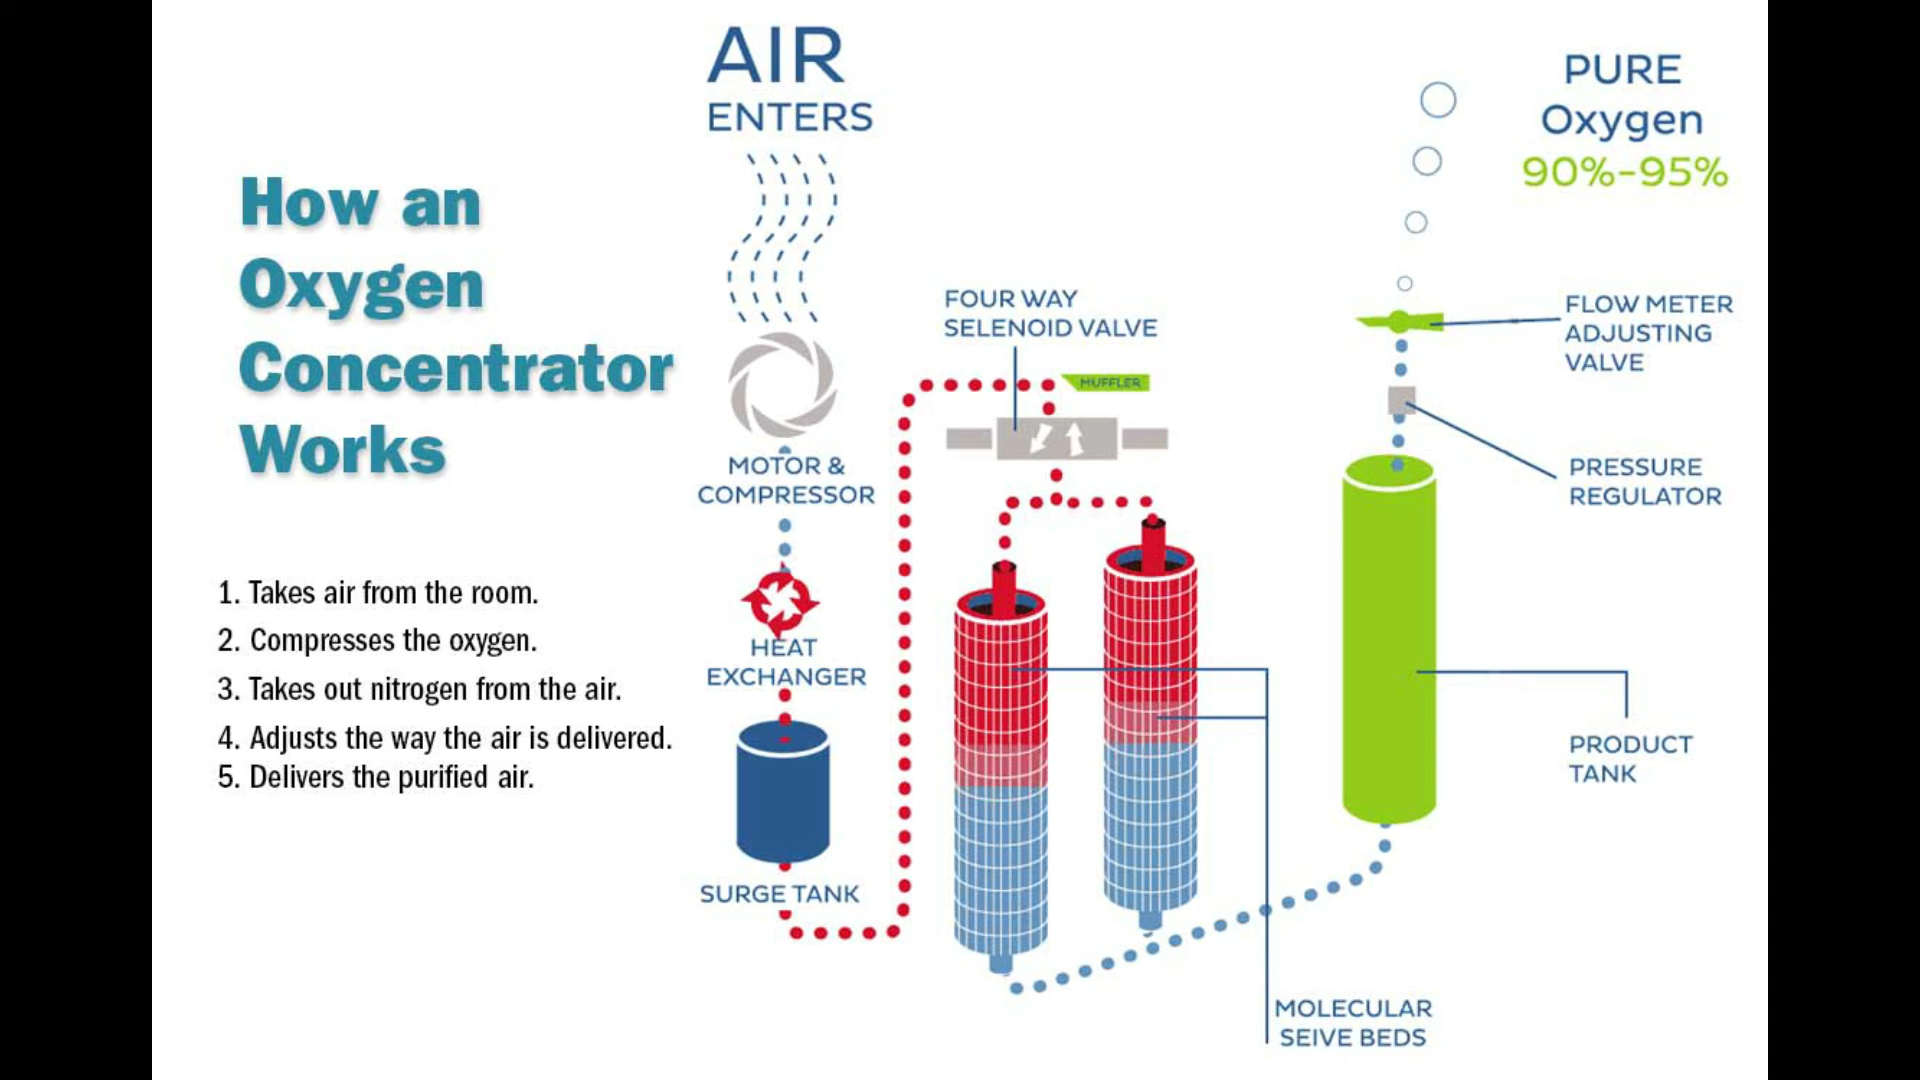 How an
Oxygen
Concentrator
Works
1. Takes air from the room.
2. Compresses the oxygen.
3. Takes out nitrogen from the air.
4. Adjusts the way the air is delivered.
5. Delivers the purified air.
AIR
ENTERS
MOTOR &
COMPRESSOR
HEAT
EXCHANGER
SURGE TANK
FOUR WAY
SELENOID VALVE
MUFFLER
MOLECULAR
SEIVE BEDS
PURE
Oxygen
90%-95%
FLOW METER
ADJUSTING
VALVE
PRESSURE
REGULATOR
PRODUCT
TANK